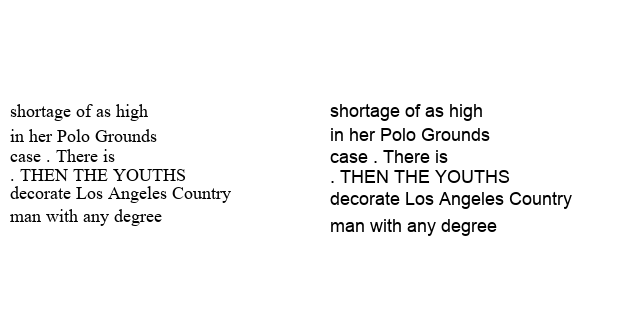 shortage of as high
in her Polo Grounds
case . There is
. THEN THE YOUTHS
decorate Los Angeles Country
man with any degree
shortage of as high
in her Polo Grounds
case . There is
. THEN THE YOUTHS
decorate Los Angeles Country
man with any degree